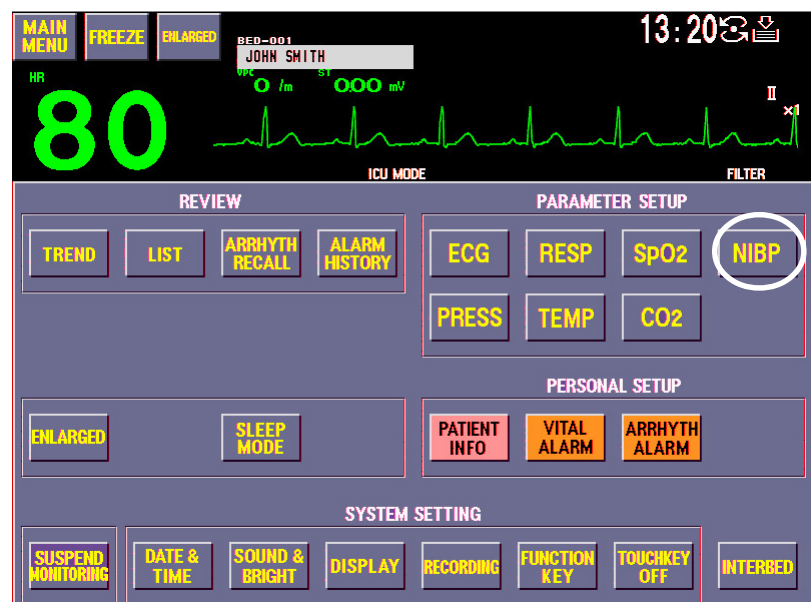 MAIN MENU
FREEZE
ENLARGED
BED-001
JOHN SMITH
13:20
HR
80
VPC
0 /m
ST
0.00 mV
II
×1
ICU MODE
FILTER
REVIEW
TREND
LIST
ARRHYTH RECALL
ALARM HISTORY
PARAMETER SETUP
ECG
RESP
SpO2
NIBP
PRESS
TEMP
CO2
ENLARGED
SLEEP MODE
PERSONAL SETUP
PATIENT INFO
VITAL ALARM
ARRHYTH ALARM
SYSTEM SETTING
SUSPEND MONITORING
DATE & TIME
SOUND & BRIGHT
DISPLAY
RECORDING
FUNCTION KEY
TOUCHKEY OFF
INTERBED